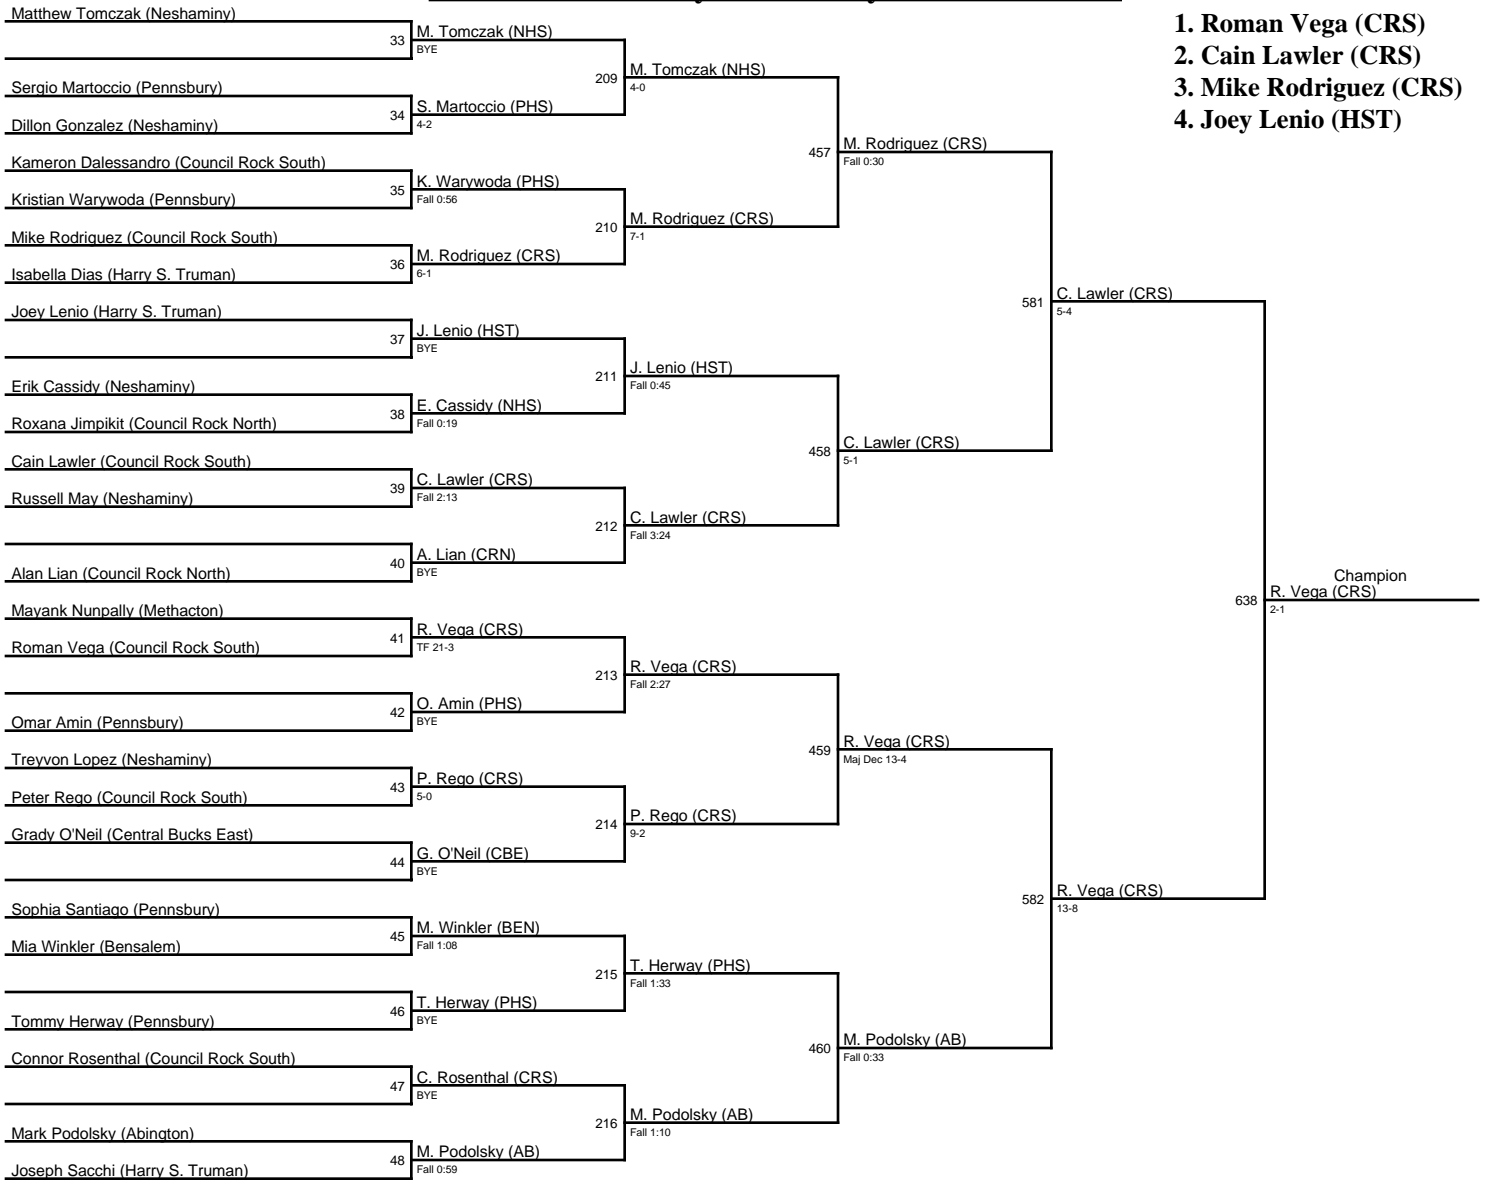 1. Roman Vega (CRS)
2. Cain Lawler (CRS)
3. Mike Rodriguez (CRS)
4. Joey Lenio (HST)
Matthew Tomczak (Neshaminy)
Sergio Martoccio (Pennsbury)
Dillon Gonzalez (Neshaminy)
Kameron Dalessandro (Council Rock South)
Kristian Warywoda (Pennsbury)
Mike Rodriguez (Council Rock South)
Isabella Dias (Harry S. Truman)
Joey Lenio (Harry S. Truman)
Erik Cassidy (Neshaminy)
Roxana Jimpikit (Council Rock North)
Cain Lawler (Council Rock South)
Russell May (Neshaminy)
Alan Lian (Council Rock North)
Mayank Nunpally (Methacton)
Roman Vega (Council Rock South)
Omar Amin (Pennsbury)
Treyvon Lopez (Neshaminy)
Peter Rego (Council Rock South)
Grady O'Neil (Central Bucks East)
Sophia Santiago (Pennsbury)
Mia Winkler (Bensalem)
Tommy Herway (Pennsbury)
Connor Rosenthal (Council Rock South)
Mark Podolsky (Abington)
Joseph Sacchi (Harry S. Truman)
33 M. Tomczak (NHS)
BYE
34 S. Martoccio (PHS)
4-2
35 K. Warywoda (PHS)
Fall 0:56
36 M. Rodriguez (CRS)
6-1
37 J. Lenio (HST)
BYE
38 E. Cassidy (NHS)
Fall 0:19
39 C. Lawler (CRS)
Fall 2:13
40 A. Lian (CRN)
BYE
41 R. Vega (CRS)
TF 21-3
42 O. Amin (PHS)
BYE
43 P. Rego (CRS)
5-0
44 G. O'Neil (CBE)
BYE
45 M. Winkler (BEN)
Fall 1:08
46 T. Herway (PHS)
BYE
47 C. Rosenthal (CRS)
BYE
48 M. Podolsky (AB)
Fall 0:59
209 M. Tomczak (NHS)
4-0
210 M. Rodriguez (CRS)
7-1
211 J. Lenio (HST)
Fall 0:45
212 C. Lawler (CRS)
Fall 3:24
213 R. Vega (CRS)
Fall 2:27
214 P. Rego (CRS)
9-2
215 T. Herway (PHS)
Fall 1:33
216 M. Podolsky (AB)
Fall 1:10
457 M. Rodriguez (CRS)
Fall 0:30
458 C. Lawler (CRS)
5-1
459 R. Vega (CRS)
Maj Dec 13-4
460 M. Podolsky (AB)
Fall 0:33
581 C. Lawler (CRS)
5-4
582 R. Vega (CRS)
13-8
Champion
638 R. Vega (CRS)
2-1